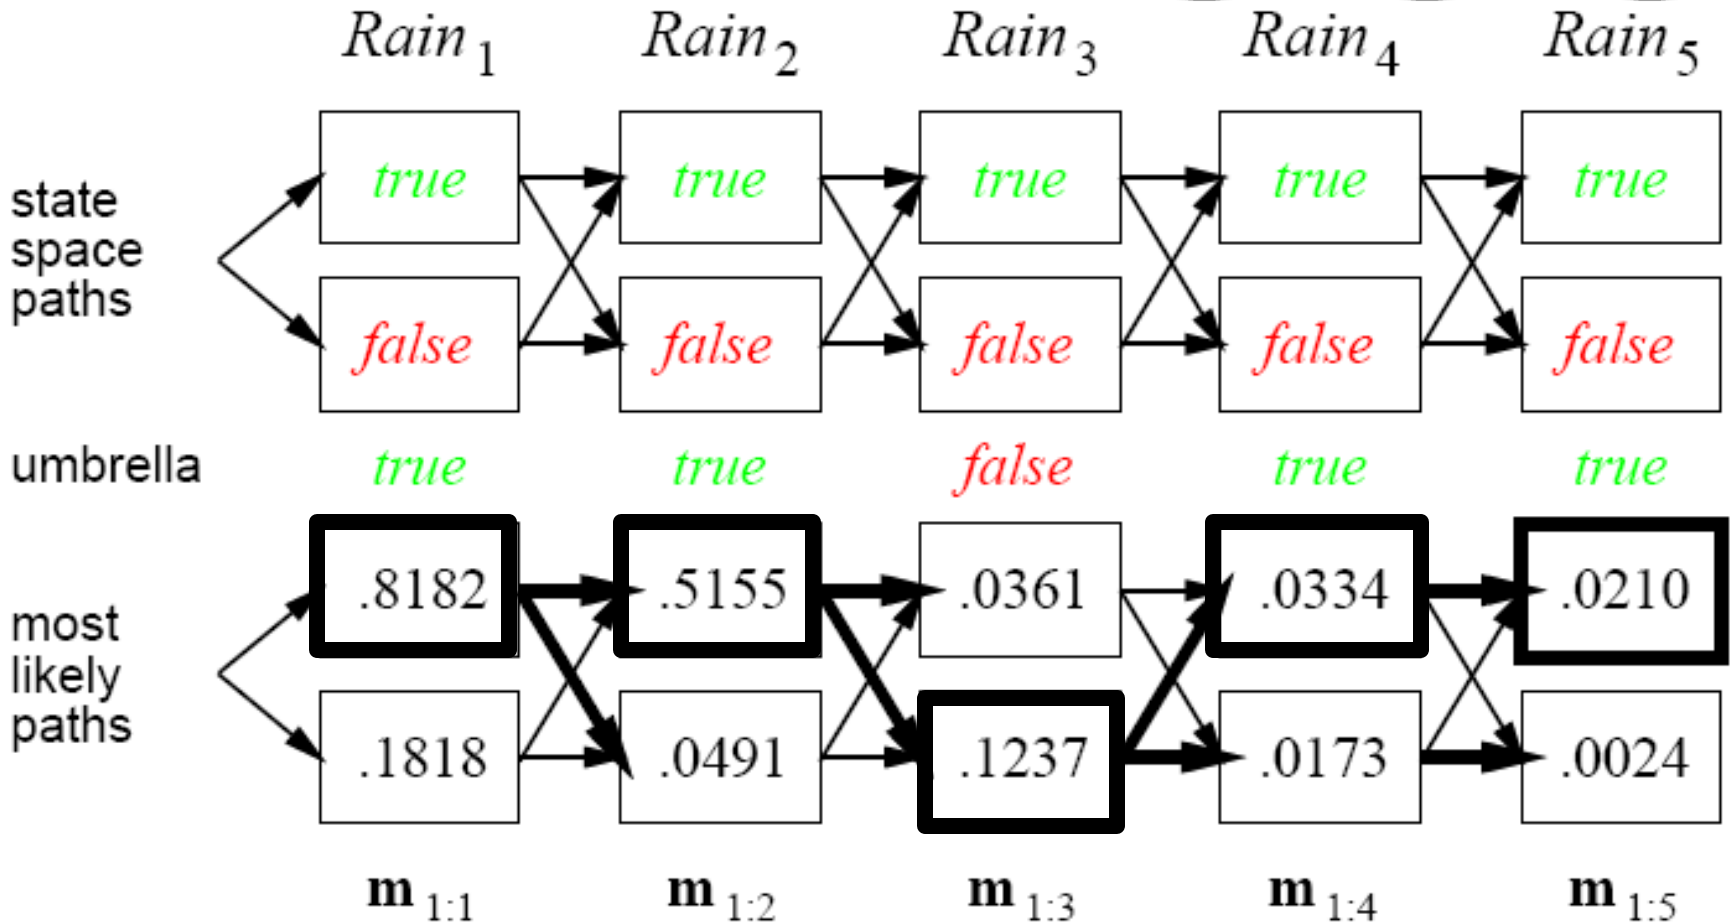 Rain 1 Rain 2 Rain 3 Rain 4 Rain 5
state space paths
true true true true true
false false false false false
umbrella true true false true true
most likely paths
.8182 .5155 .0361 .0334 .0210
.1818 .0491 .1237 .0173 .0024
m 1:1 m 1:2 m 1:3 m 1:4 m 1:5